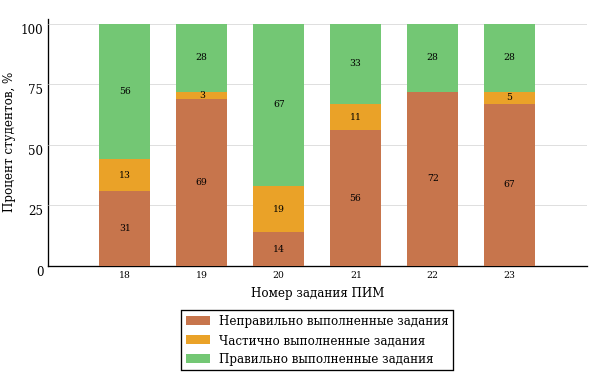 Процент студентов, %
100
75
50
25
0
56 28 67 33 28 28
13 3 19 11 5
31 69 14 56 72 67
18 19 20 21 22 23
Номер задания ПИМ
Неправильно выполненные задания
Частично выполненные задания
Правильно выполненные задания